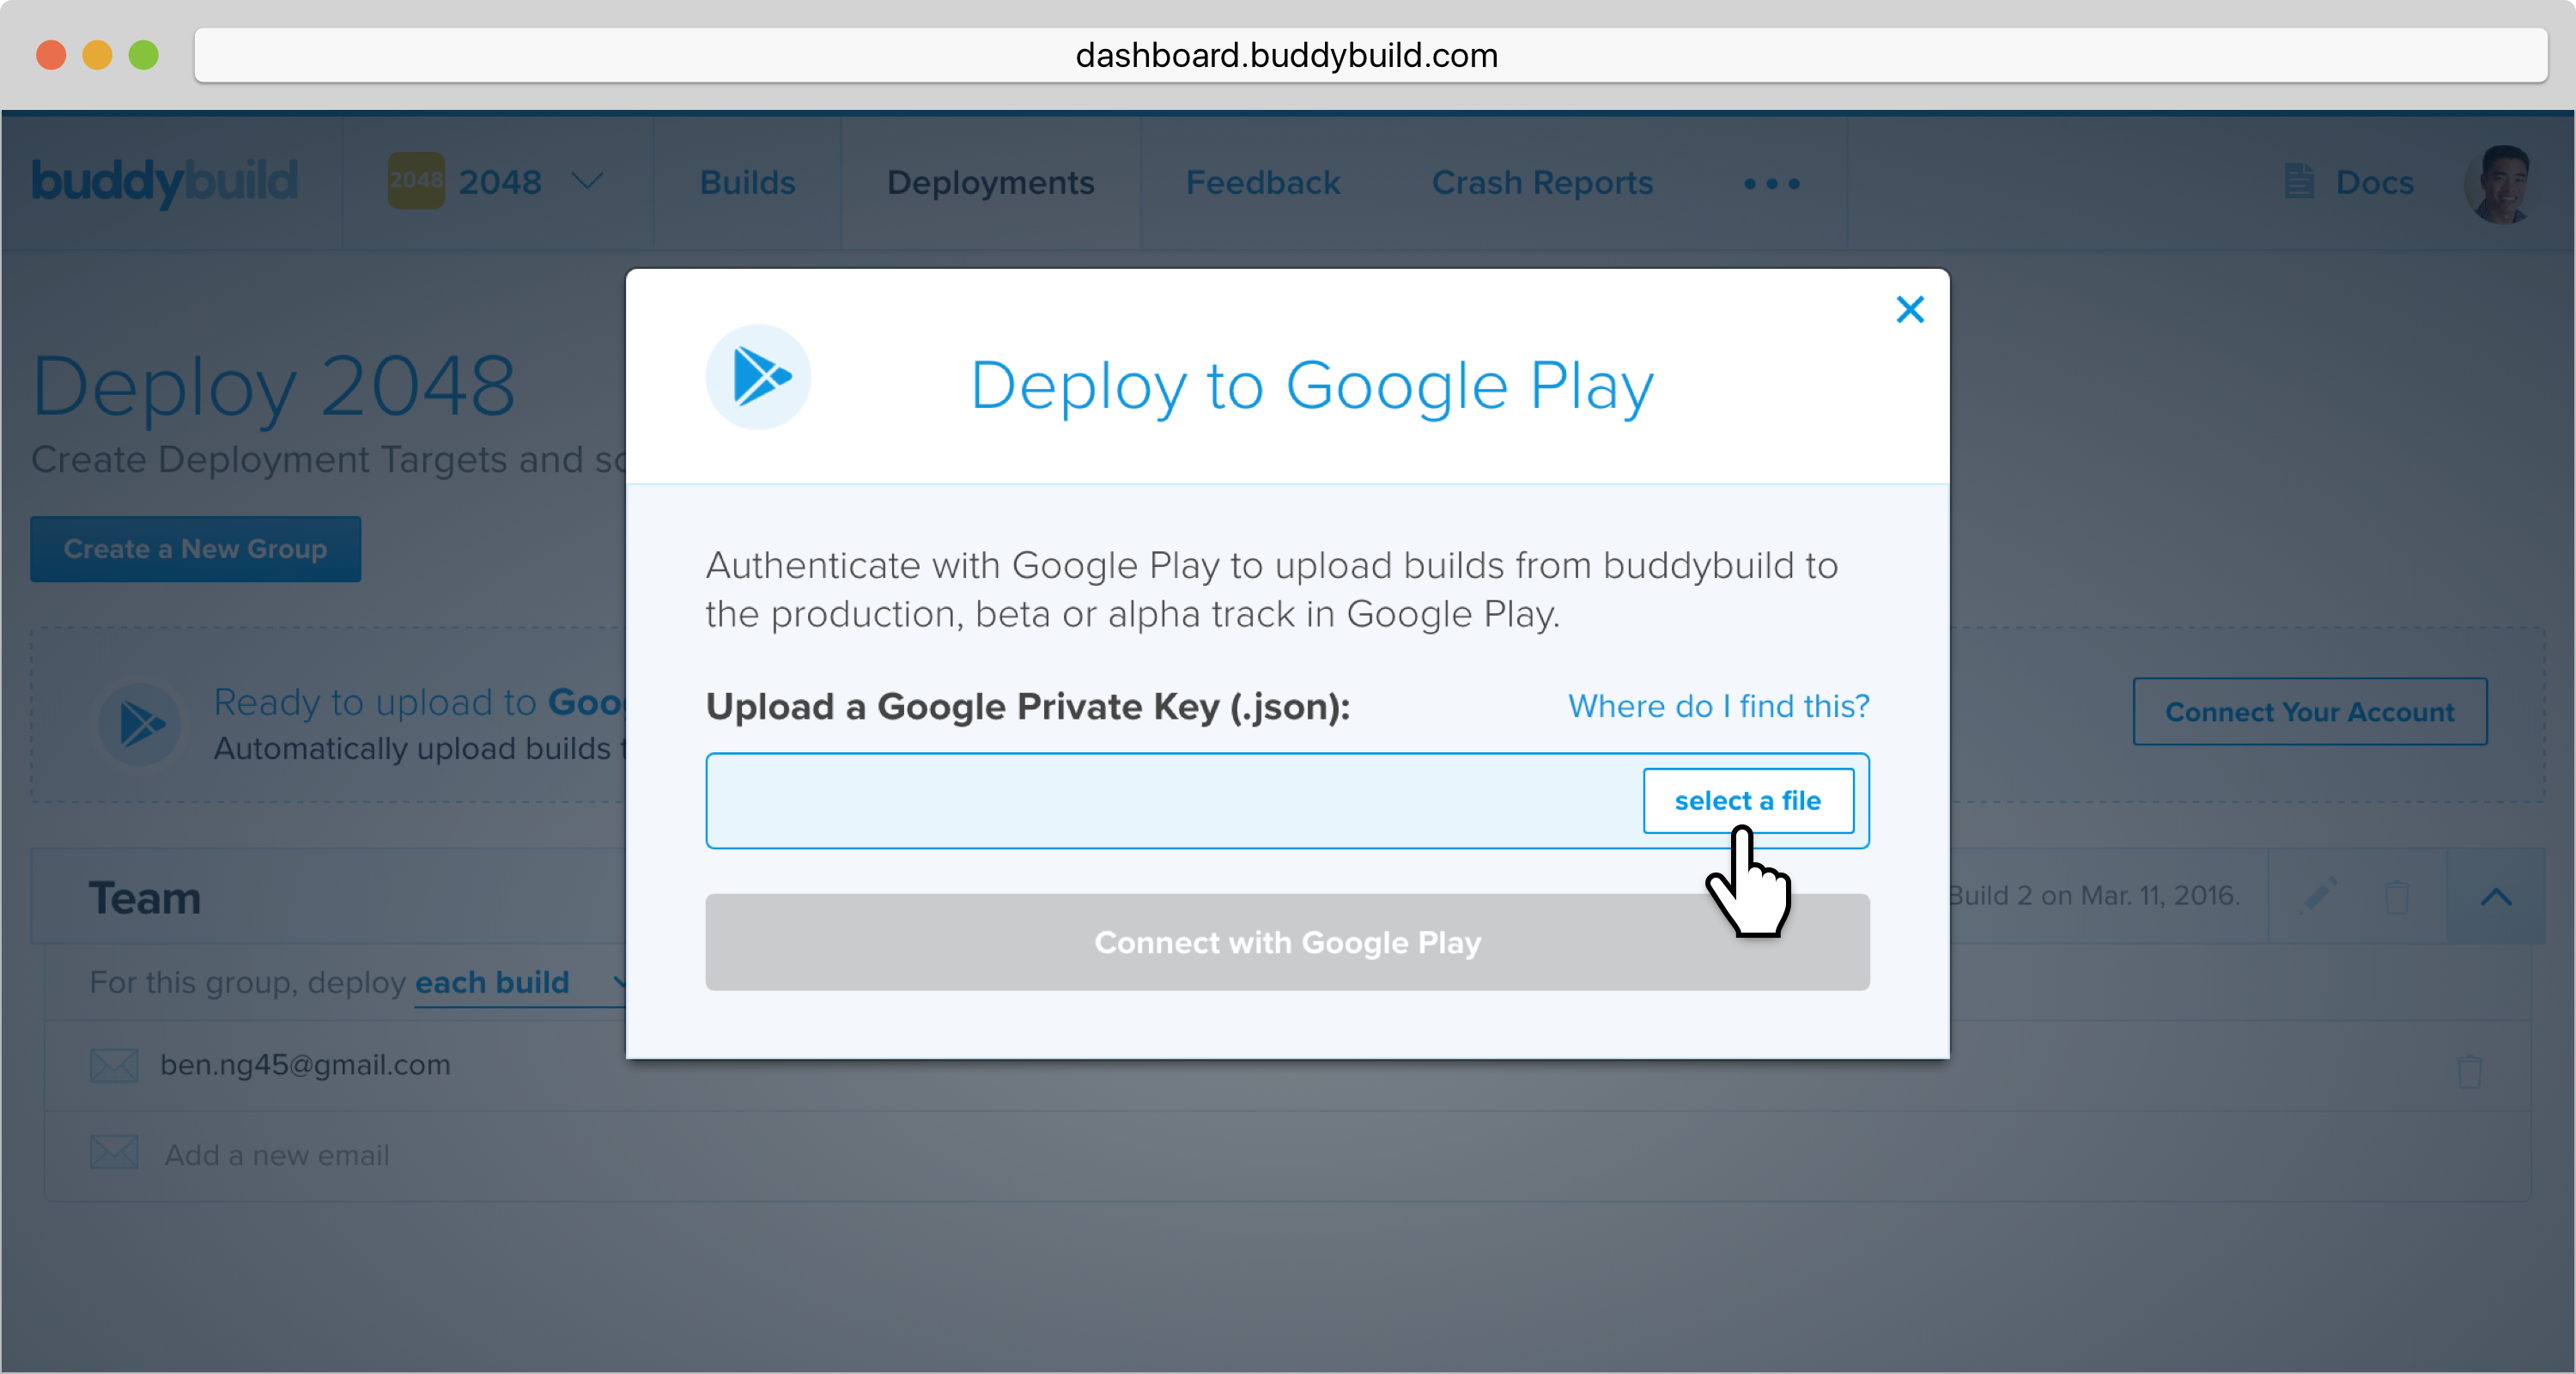 dashboard.buddybuild.com
buddybuild
2048
2048
Builds
Deployments
Feedback
Crash Reports
Docs
Deploy 2048
Create Deployment Targets and
Create a New Group
Ready to upload to
Automatically upload builds
Connect Your Account
Team
Build 2 on Mar. 11, 2016.
For this group, deploy each build
ben.ng45@gmail.com
Add a new email
Deploy to Google Play
Authenticate with Google Play to upload builds from buddybuild to
the production, beta or alpha track in Google Play.
Upload a Google Private Key (.json):
Where do I find this?
select a file
Connect with Google Play